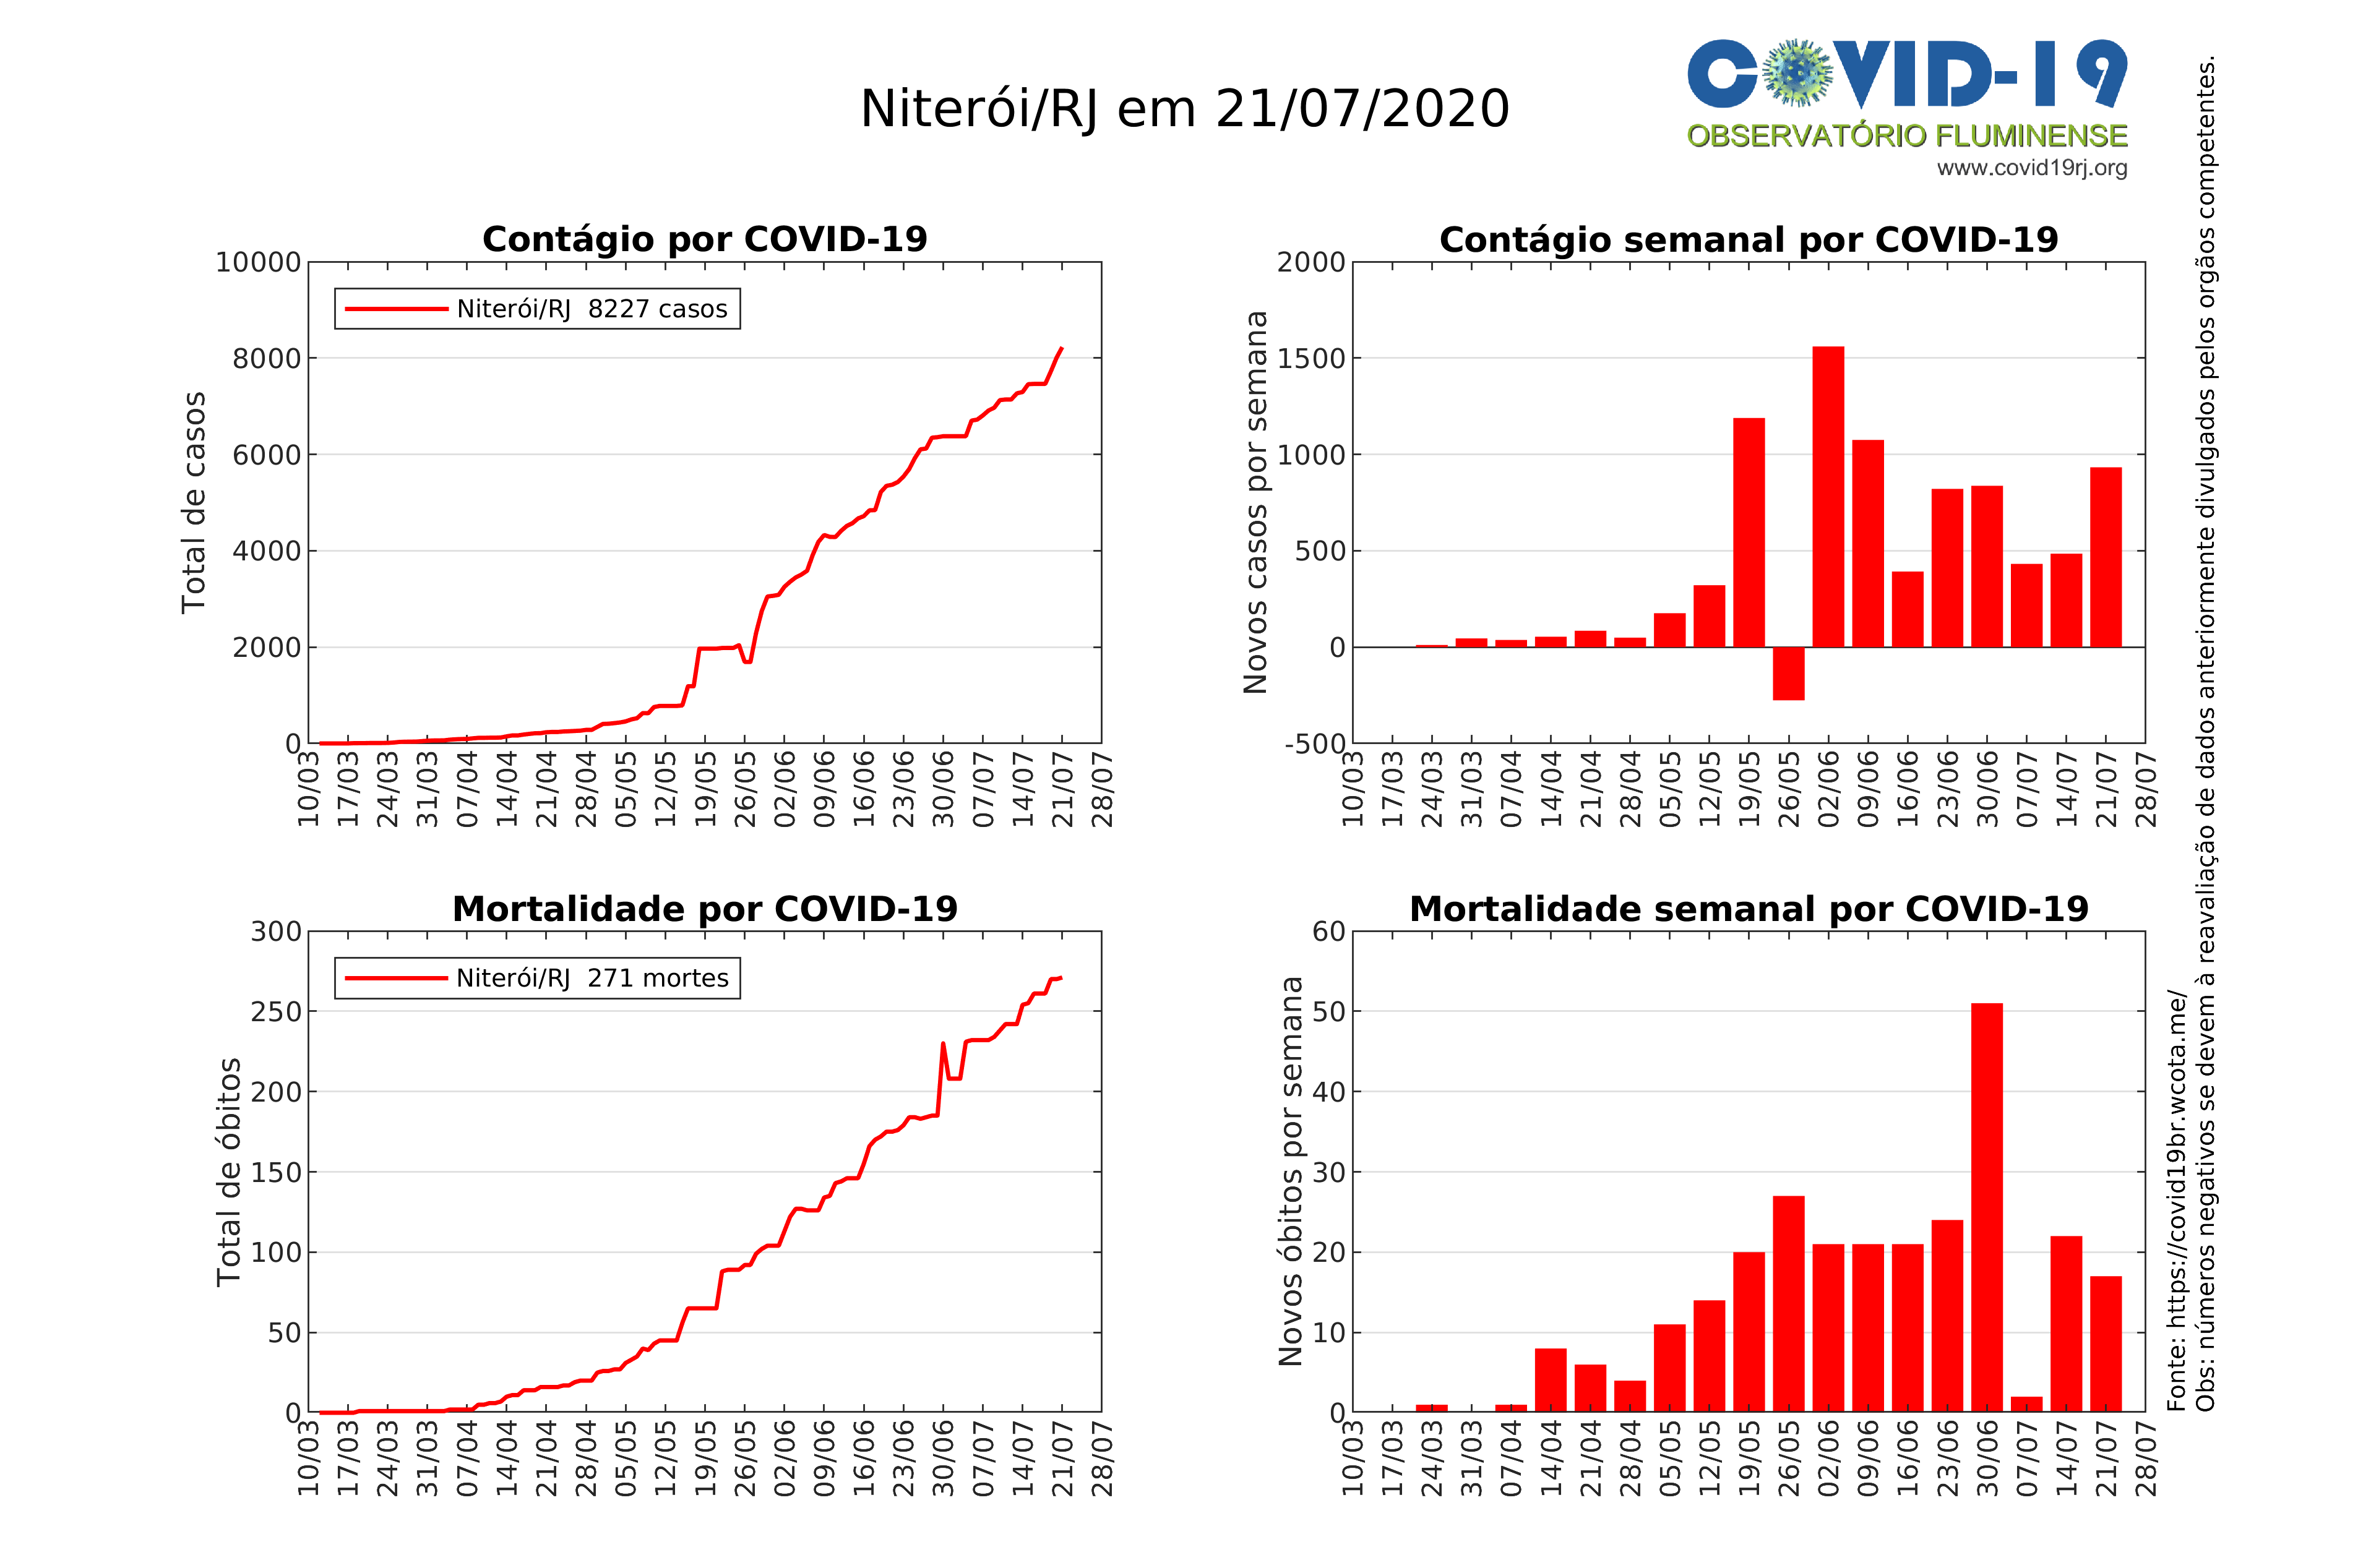 Niterói/RJ em 21/07/2020
COVID-19
OBSERVATÓRIO FLUMINENSE
www.covid19rj.org
Contágio por COVID-19
Total de casos
10000
8000
6000
4000
2000
0
Niterói/RJ 8227 casos
10/03 17/03 24/03 31/03 07/04 14/04 21/04 28/04 05/05 12/05 19/05 26/05 02/06 09/06 16/06 23/06 30/06 07/07 14/07 21/07 28/07
Contágio semanal por COVID-19
Novos casos por semana
2000
1500
1000
500
0
-500
10/03 17/03 24/03 31/03 07/04 14/04 21/04 28/04 05/05 12/05 19/05 26/05 02/06 09/06 16/06 23/06 30/06 07/07 14/07 21/07 28/07
Mortalidade por COVID-19
Total de óbitos
300
250
200
150
100
50
0
Niterói/RJ 271 mortes
10/03 17/03 24/03 31/03 07/04 14/04 21/04 28/04 05/05 12/05 19/05 26/05 02/06 09/06 16/06 23/06 30/06 07/07 14/07 21/07 28/07
Mortalidade semanal por COVID-19
Novos óbitos por semana
60
50
40
30
20
10
0
10/03 17/03 24/03 31/03 07/04 14/04 21/04 28/04 05/05 12/05 19/05 26/05 02/06 09/06 16/06 23/06 30/06 07/07 14/07 21/07 28/07
Fonte: https://covid19br.wcota.me/
Obs: números negativos se devem à reavaliação de dados anteriormente divulgados pelos orgãos competentes.